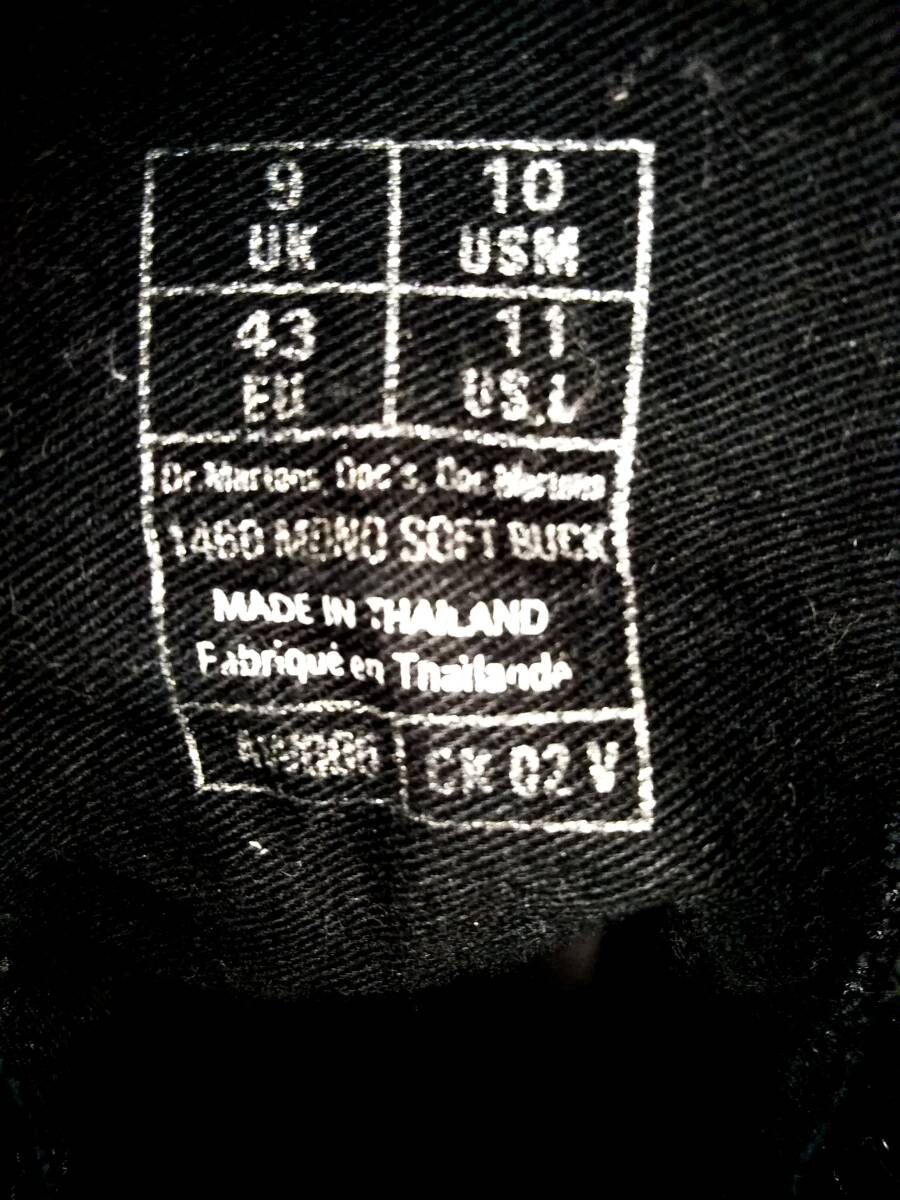 9 UK
10 USM
43 EU
11 US.L
Dr.Martens, Doc's, Doc Martens
1460 MONO SOFT BUCK
MADE IN THAILAND
Fabriqué en Thaïlande
CK 02 V